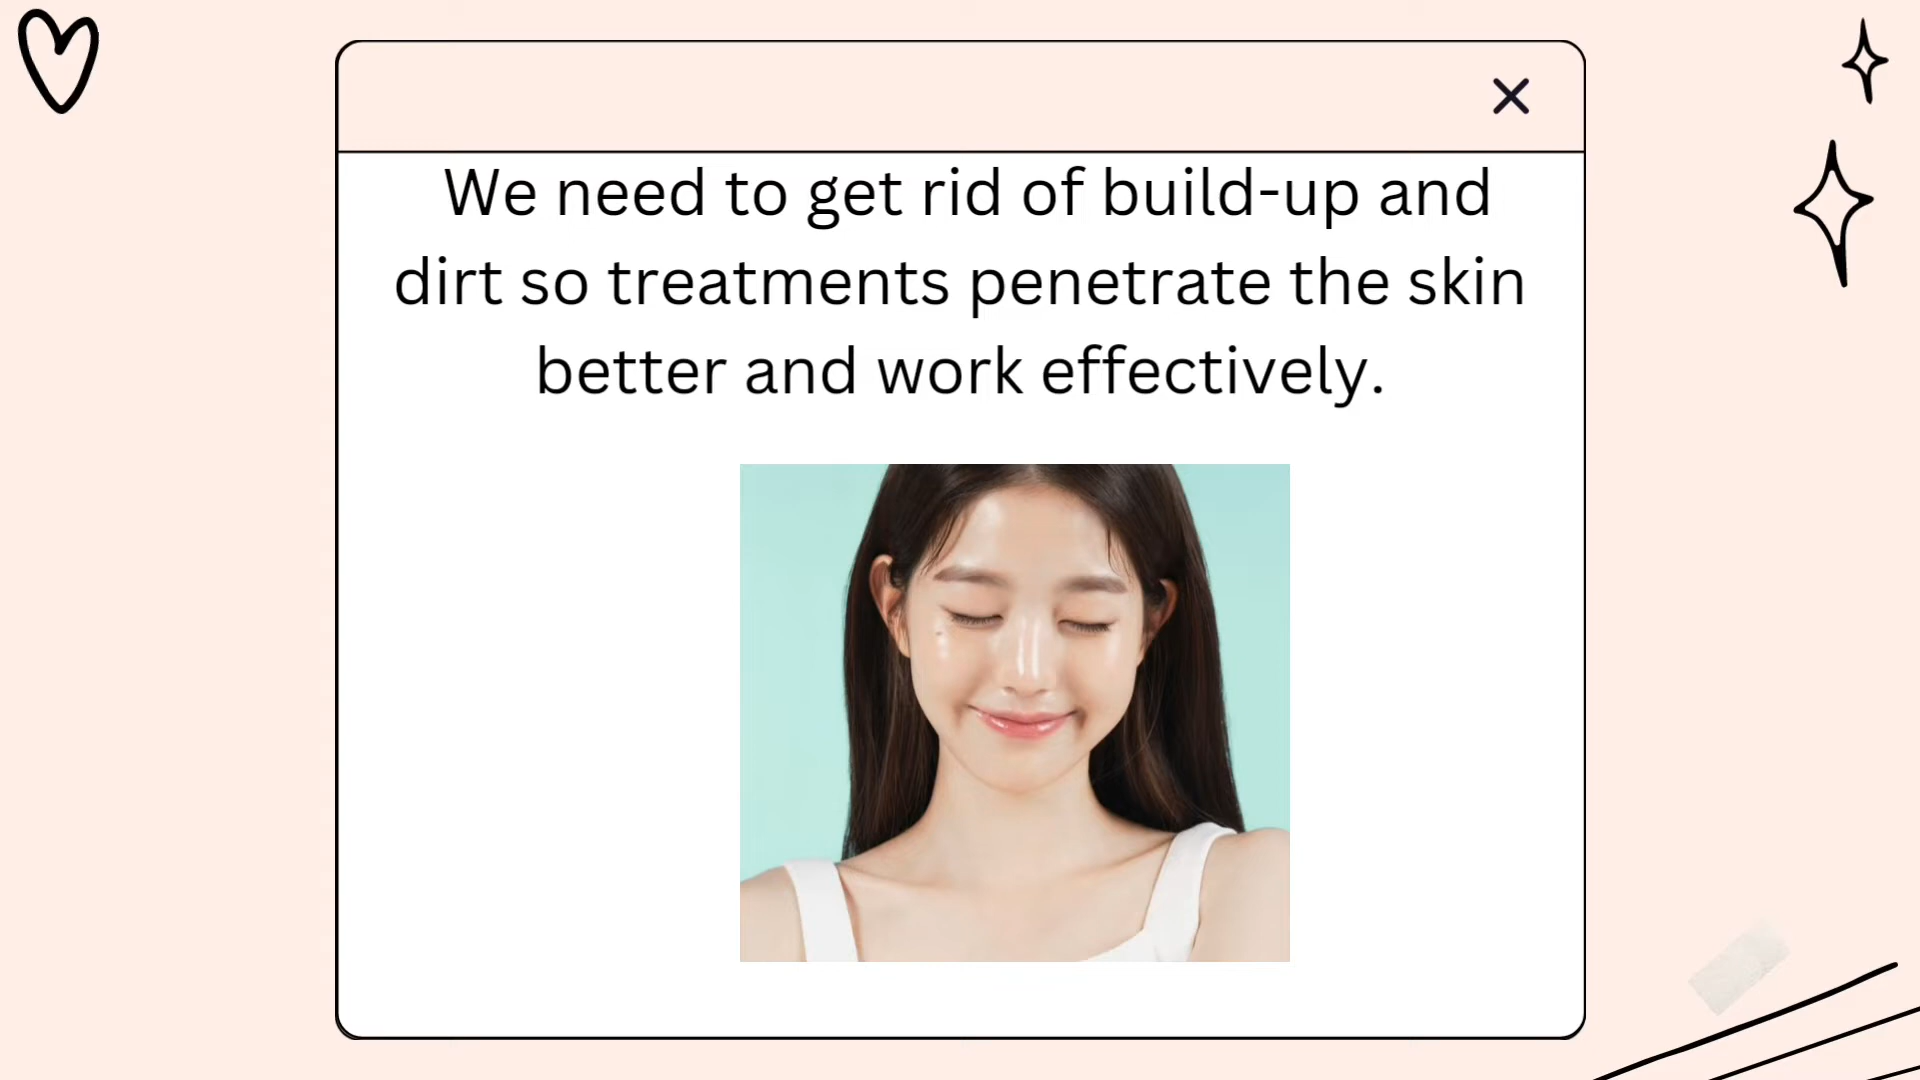 We need to get rid of build-up and
dirt so treatments penetrate the skin
better and work effectively.